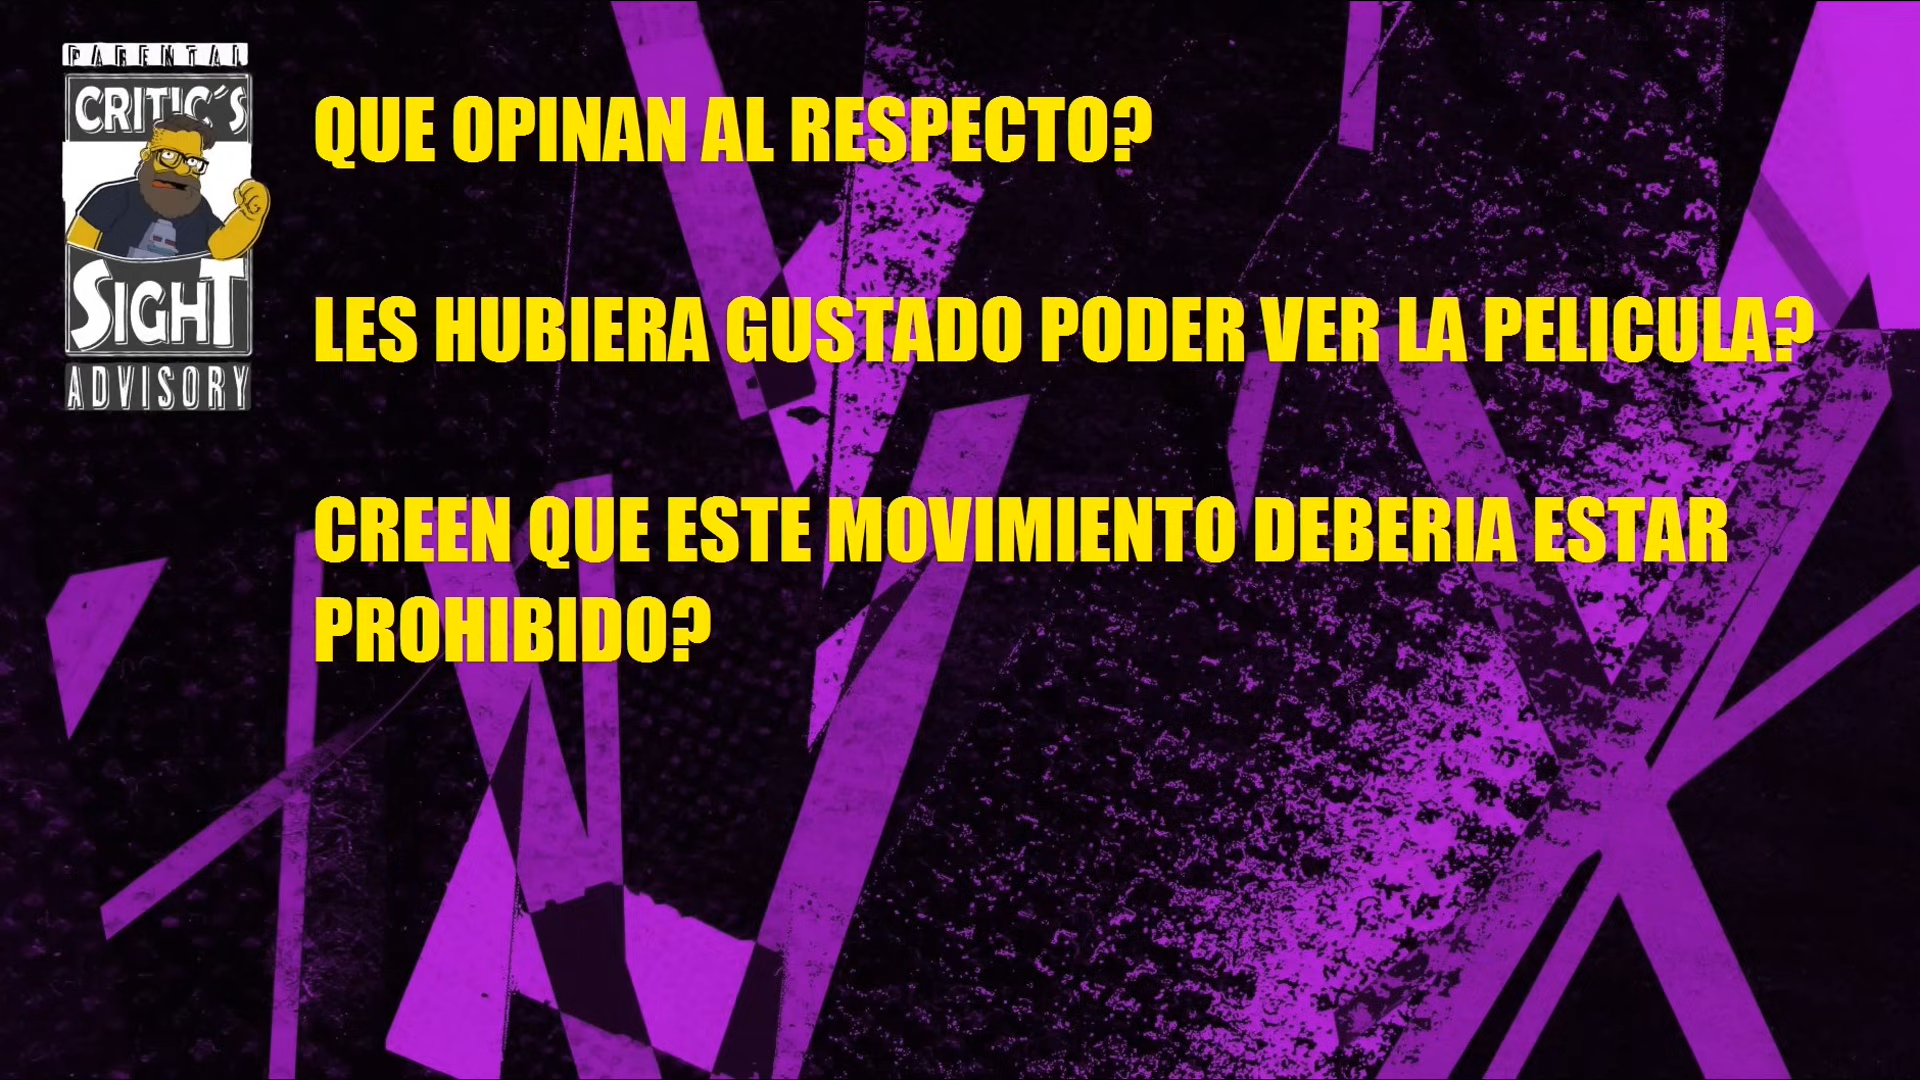 PARENTAL
CRITIC´S
SIGHT
ADVISORY
QUE OPINAN AL RESPECTO?
LES HUBIERA GUSTADO PODER VER LA PELICULA?
CREEN QUE ESTE MOVIMIENTO DEBERIA ESTAR
PROHIBIDO?